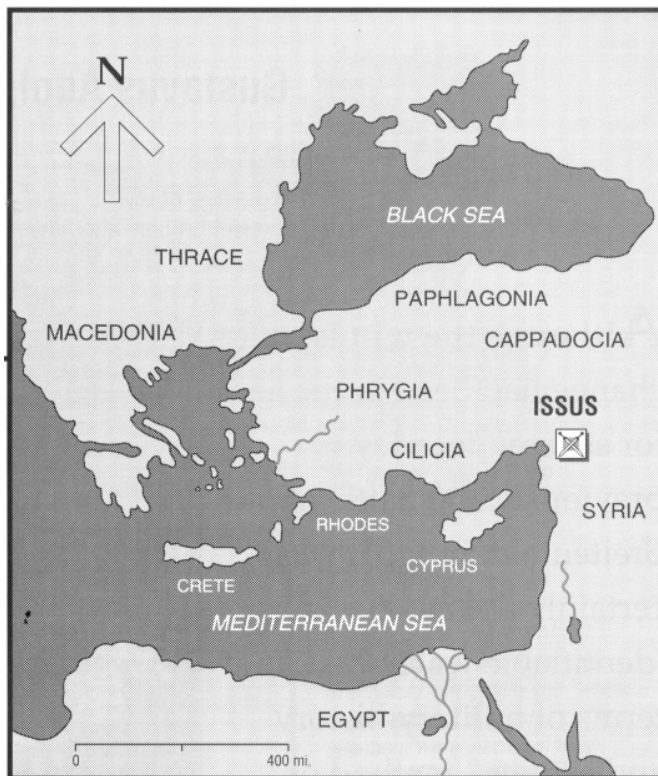 N
BLACK SEA
THRACE
PAPHLAGONIA
MACEDONIA
CAPPADOCIA
PHRYGIA
ISSUS
CILICIA
SYRIA
RHODES
CYPRUS
CRETE
MEDITERRANEAN SEA
EGYPT
0 400 mi.